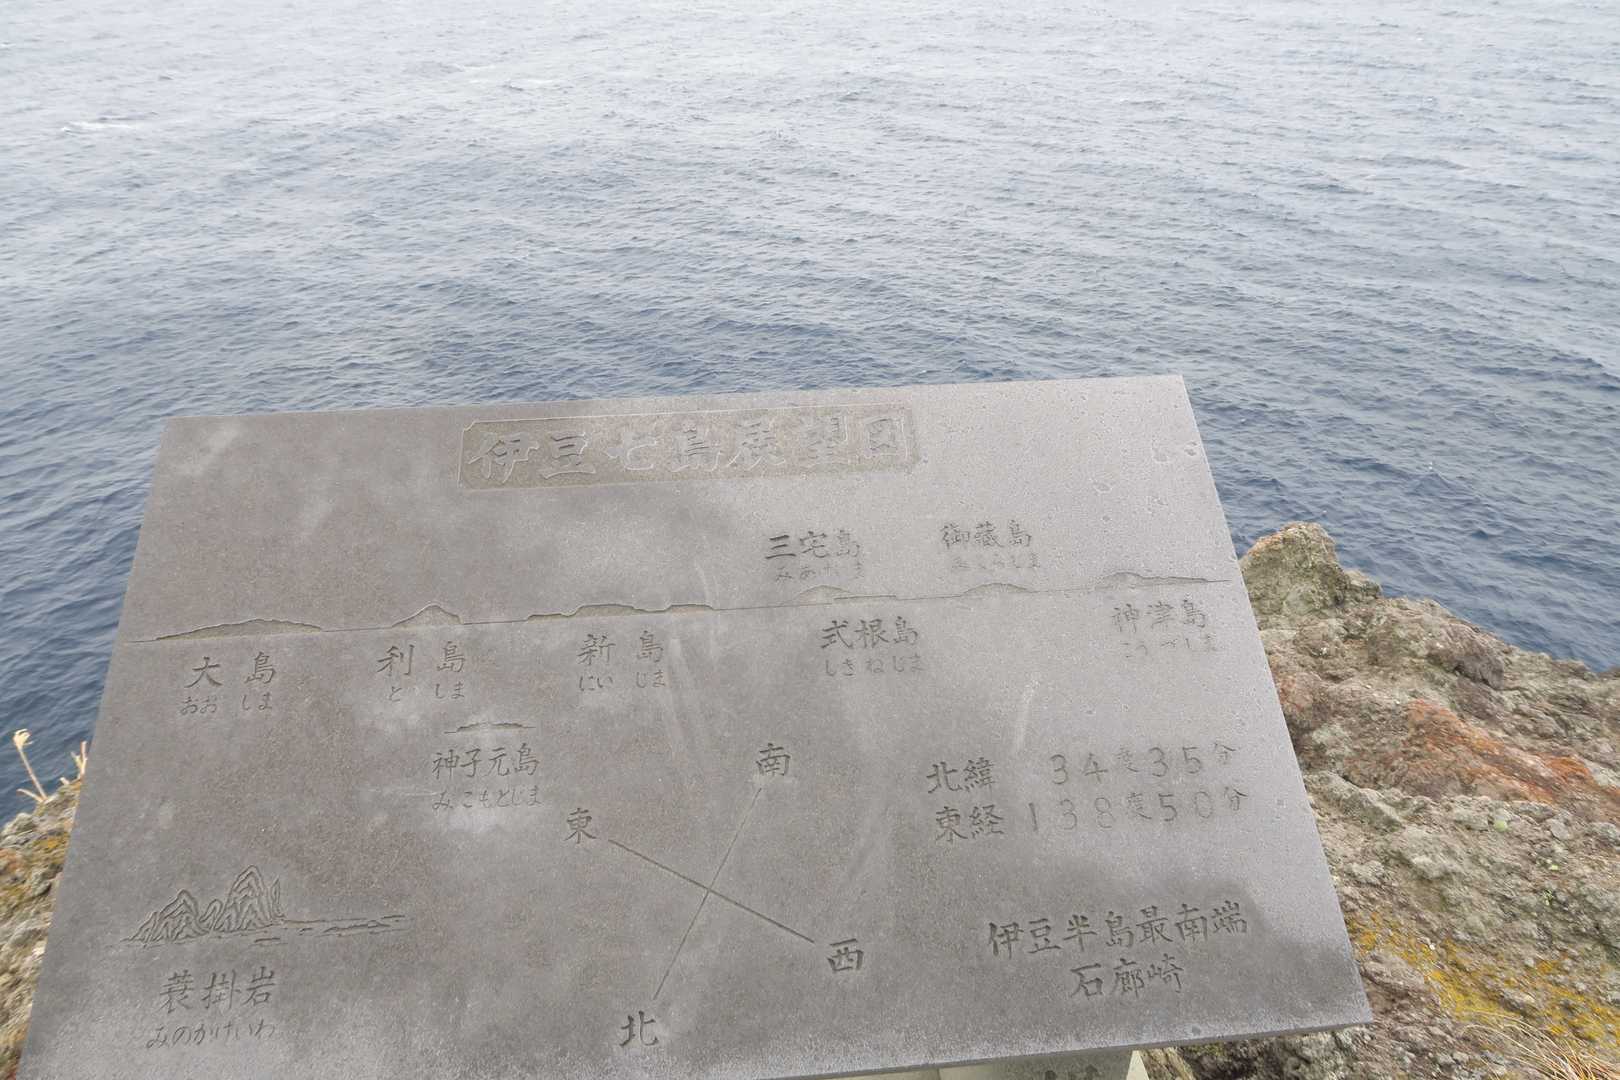 伊豆七島展望図
三宅島 御蔵島
みやけじま みくらじま
大島 利島 新島 式根島 神津島
おおしま としま にいじま しきねじま こうづしま
神子元島
みこもとじま
南
東
西
北
北緯 34度35分
東経 138度50分
蓑掛岩
みのかけいわ
伊豆半島最南端
石廊崎